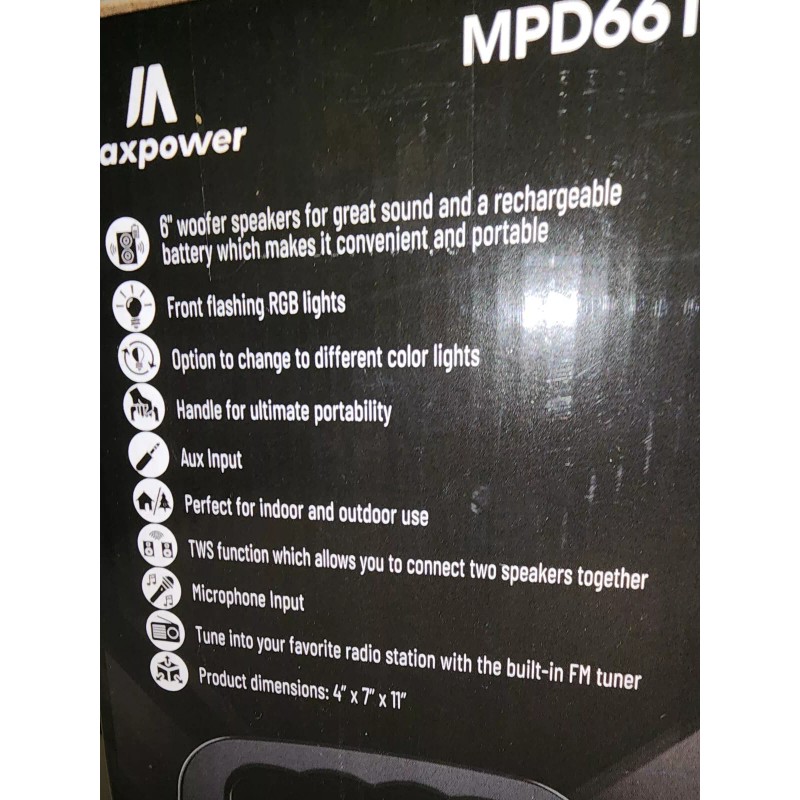 MPD661
axpower
6" woofer speakers for great sound and a rechargeable
battery which makes it convenient and portable
Front flashing RGB lights
Option to change to different color lights
Handle for ultimate portability
Aux Input
Perfect for indoor and outdoor use
TWS function which allows you to connect two speakers together
Microphone Input
Tune into your favorite radio station with the built-in FM tuner
Product dimensions: 4" x 7" x 11"